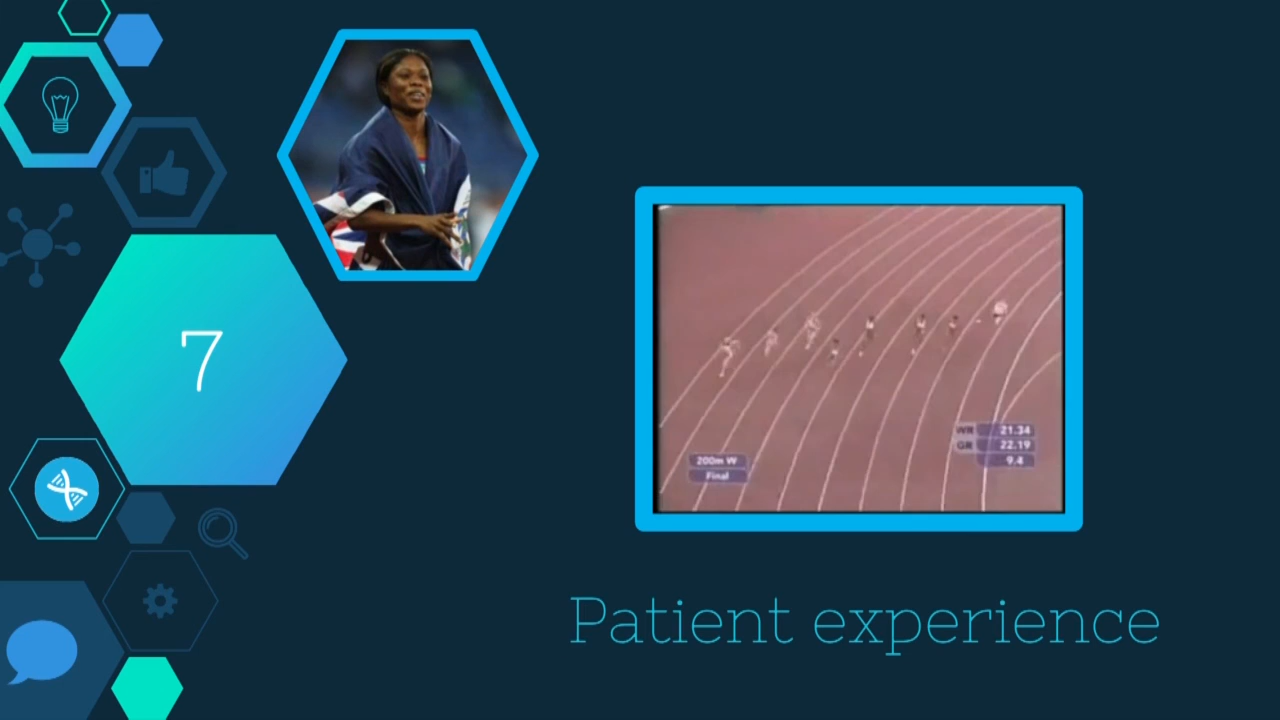 7
WR 21.34
GR 22.19
9.4
200m W
Final
Patient experience